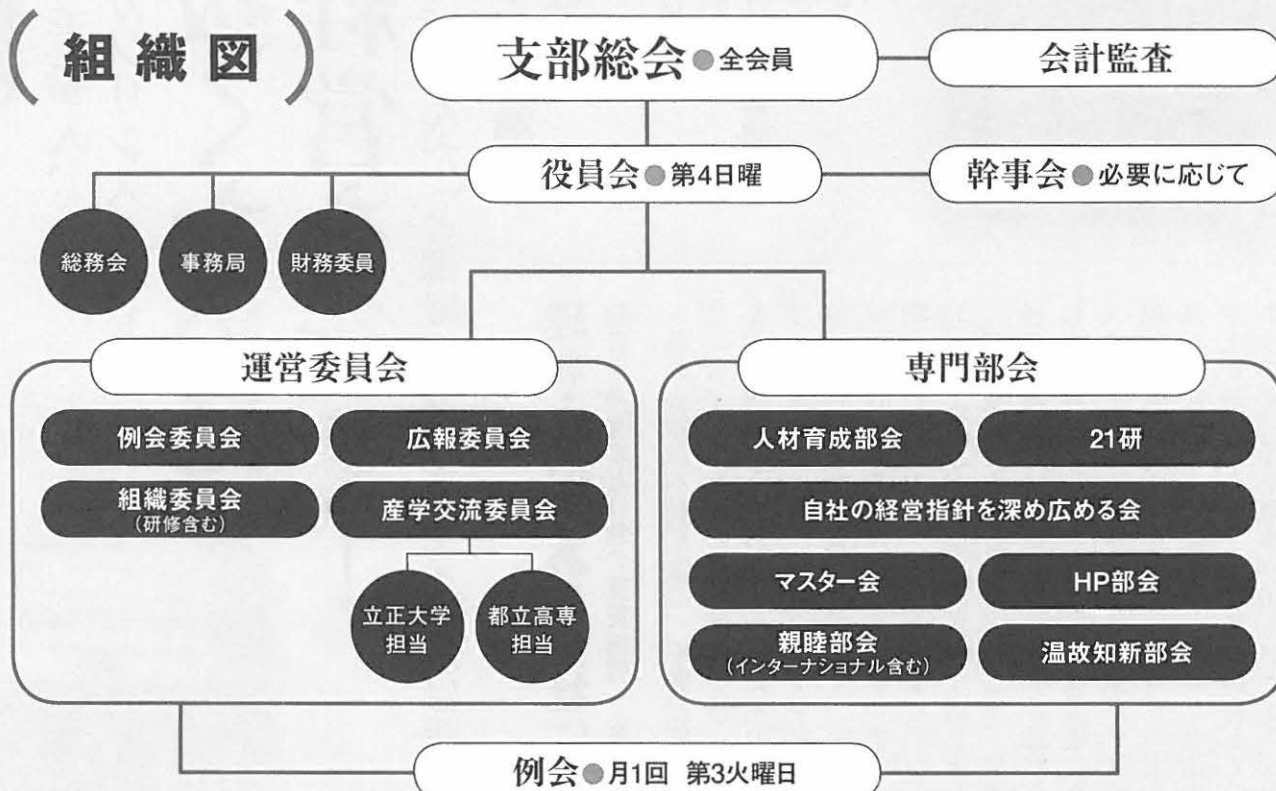 (組織図)
支部総会●全会員
会計監査
役員会●第4日曜
幹事会●必要に応じて
総務会
事務局
財務委員
運営委員会
例会委員会
広報委員会
組織委員会
(研修含む)
産学交流委員会
立正大学
担当
都立高専
担当
専門部会
人材育成部会
21研
自社の経営指針を深め広める会
マスター会
HP部会
親睦部会
(インターナショナル含む)
温故知新部会
例会●月1回 第3火曜日